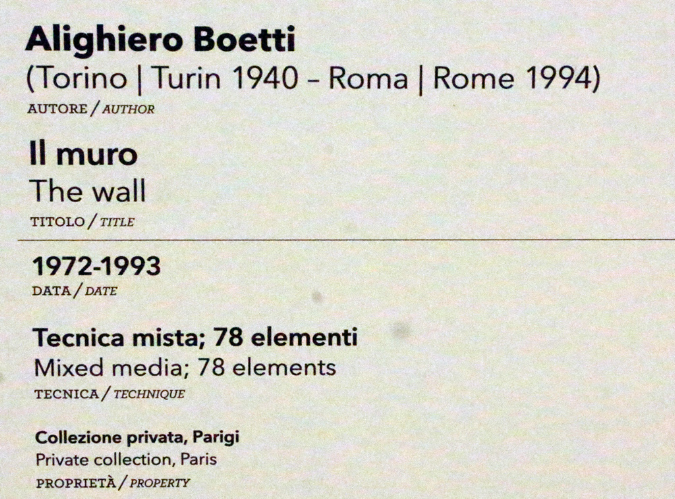 Alighiero Boetti
(Torino | Turin 1940 – Roma | Rome 1994)
AUTORE / AUTHOR
Il muro
The wall
TITOLO / TITLE
1972-1993
DATA / DATE
Tecnica mista; 78 elementi
Mixed media; 78 elements
TECNICA / TECHNIQUE
Collezione privata, Parigi
Private collection, Paris
PROPRIETÀ / PROPERTY